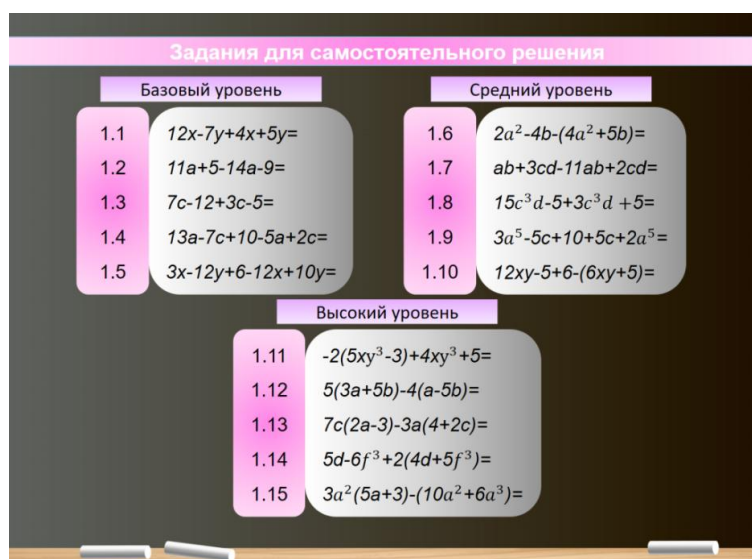 Задания для самостоятельного решения
Базовый уровень
1.1 12x-7y+4x+5y=
1.2 11a+5-14a-9=
1.3 7c-12+3c-5=
1.4 13a-7c+10-5a+2c=
1.5 3x-12y+6-12x+10y=
Средний уровень
1.6 2a²-4b-(4a²+5b)=
1.7 ab+3cd-11ab+2cd=
1.8 15c³d-5+3c³d +5=
1.9 3a⁵-5c+10+5c+2a⁵=
1.10 12xy-5+6-(6xy+5)=
Высокий уровень
1.11 -2(5xy³-3)+4xy³+5=
1.12 5(3a+5b)-4(a-5b)=
1.13 7c(2a-3)-3a(4+2c)=
1.14 5d-6f³+2(4d+5f³)=
1.15 3a²(5a+3)-(10a²+6a³)=